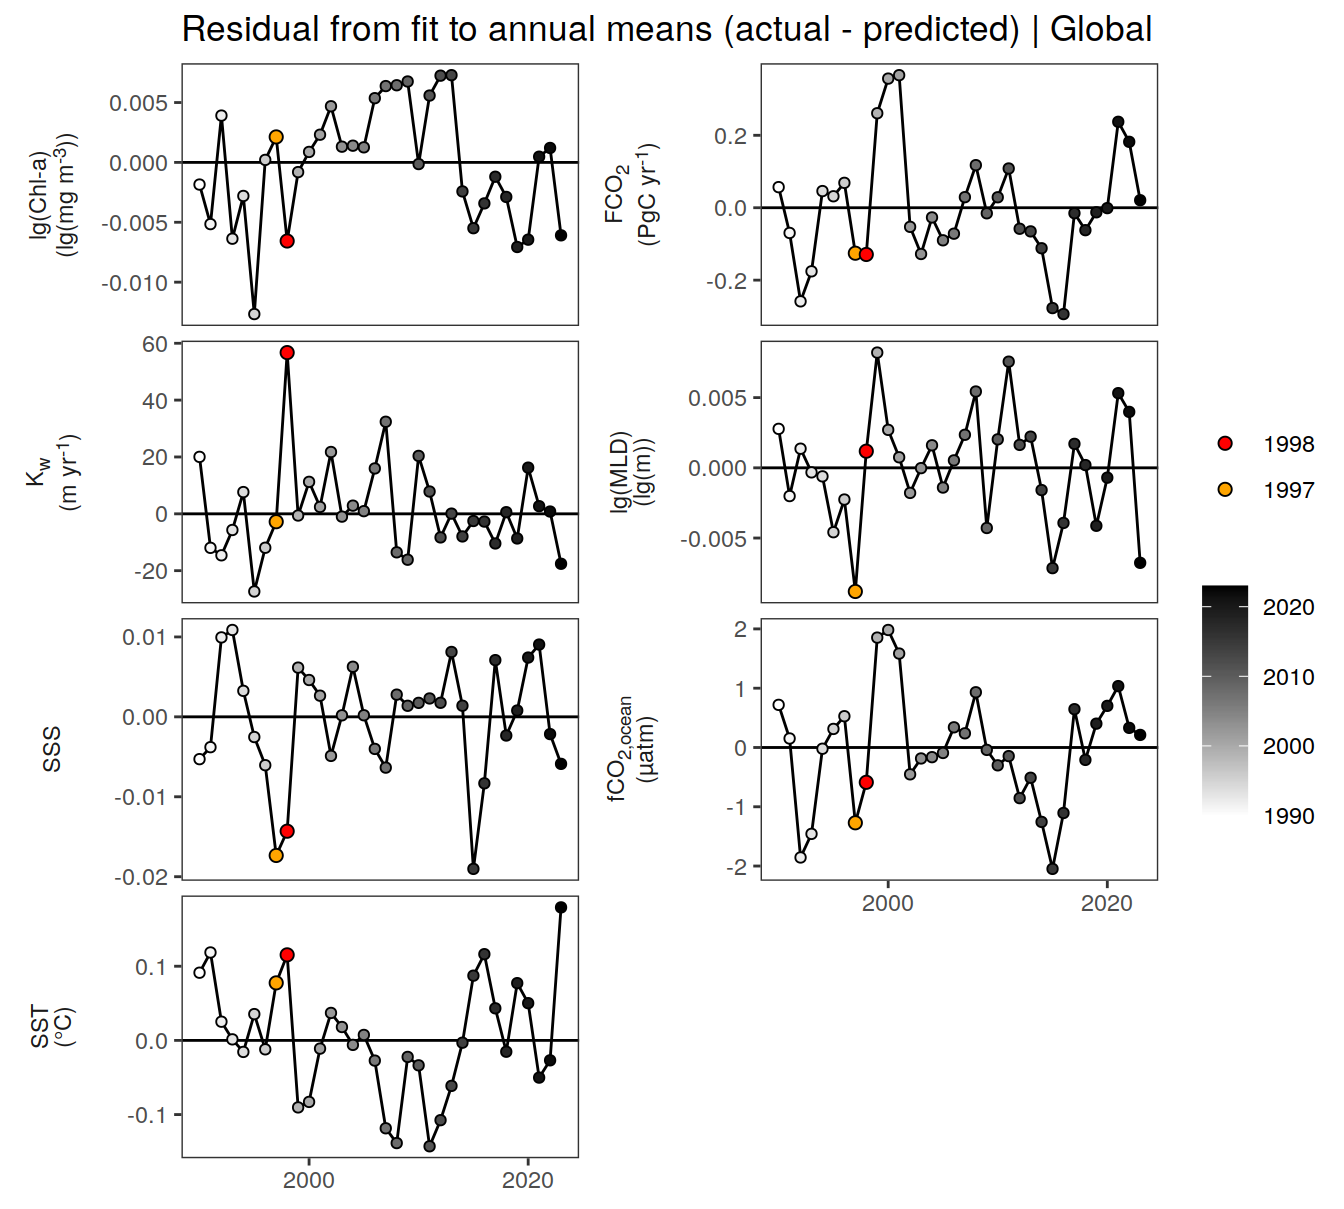 Residual from fit to annual means (actual - predicted) | Global
lg(Chl-a)
(lg(mg m⁻³))
0.005
0.000
-0.005
-0.010
FCO₂
(PgC yr⁻¹)
0.2
0.0
-0.2
K_w
(m yr⁻¹)
60
40
20
0
-20
lg(MLD)
(lg(m))
0.005
0.000
-0.005
SSS
0.01
0.00
-0.01
-0.02
fCO₂,ocean
(µatm)
2
1
0
-1
-2
2000
2020
SST
(°C)
0.1
0.0
-0.1
2000
2020
1998
1997
2020
2010
2000
1990